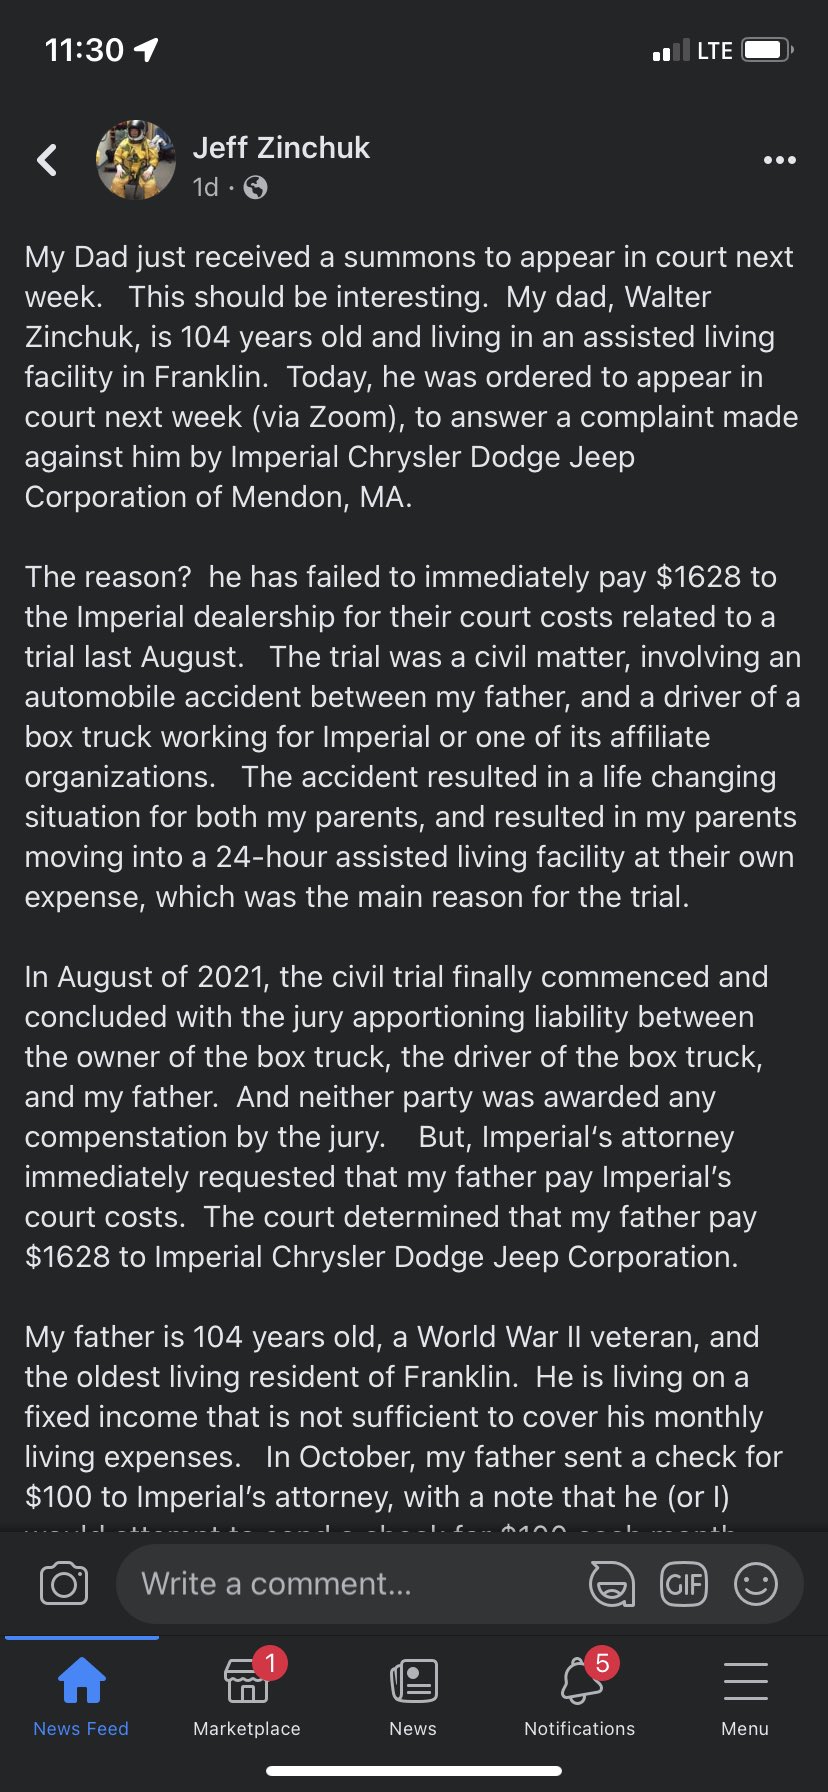 11:30
LTE
Jeff Zinchuk
1d ·
My Dad just received a summons to appear in court next
week. This should be interesting. My dad, Walter
Zinchuk, is 104 years old and living in an assisted living
facility in Franklin. Today, he was ordered to appear in
court next week (via Zoom), to answer a complaint made
against him by Imperial Chrysler Dodge Jeep
Corporation of Mendon, MA.
The reason? he has failed to immediately pay $1628 to
the Imperial dealership for their court costs related to a
trial last August. The trial was a civil matter, involving an
automobile accident between my father, and a driver of a
box truck working for Imperial or one of its affiliate
organizations. The accident resulted in a life changing
situation for both my parents, and resulted in my parents
moving into a 24-hour assisted living facility at their own
expense, which was the main reason for the trial.
In August of 2021, the civil trial finally commenced and
concluded with the jury apportioning liability between
the owner of the box truck, the driver of the box truck,
and my father. And neither party was awarded any
compenstation by the jury. But, Imperial‘s attorney
immediately requested that my father pay Imperial’s
court costs. The court determined that my father pay
$1628 to Imperial Chrysler Dodge Jeep Corporation.
My father is 104 years old, a World War II veteran, and
the oldest living resident of Franklin. He is living on a
fixed income that is not sufficient to cover his monthly
living expenses. In October, my father sent a check for
$100 to Imperial’s attorney, with a note that he (or I)
would attempt to send a check for $100 each month
Write a comment...
GIF
1
5
News Feed
Marketplace
News
Notifications
Menu